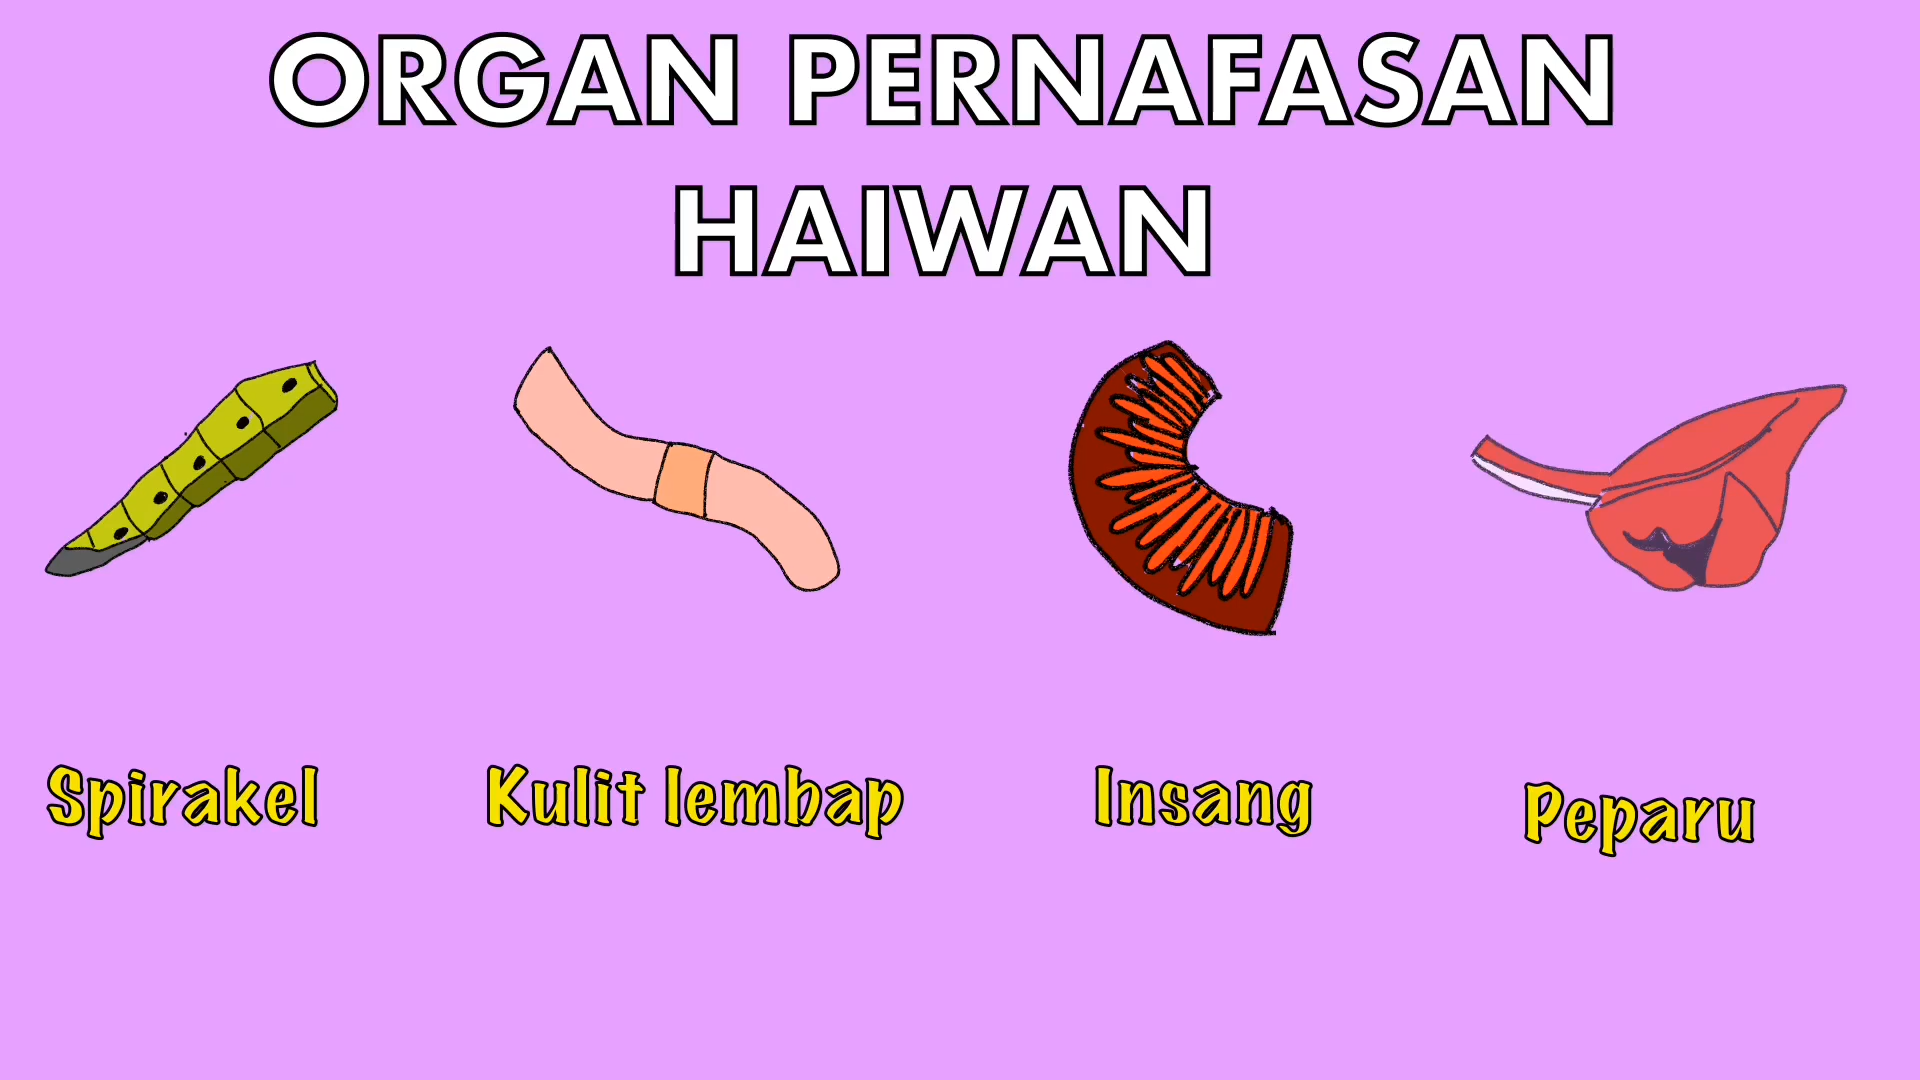 ORGAN PERNAFASAN
HAIWAN
Spirakel
Kulit lembap
Insang
Peparu